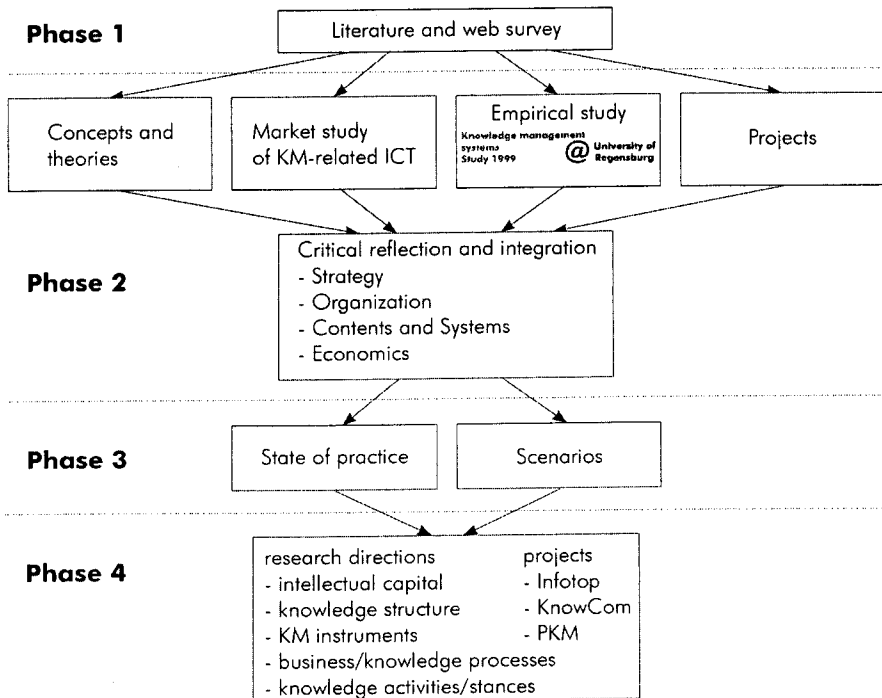 Phase 1
Literature and web survey
Concepts and
theories
Market study
of KM-related ICT
Empirical study
Knowledge management
systems
Study 1999
@ University of
Regensburg
Projects
Phase 2
Critical reflection and integration
- Strategy
- Organization
- Contents and Systems
- Economics
Phase 3
State of practice
Scenarios
Phase 4
research directions
- intellectual capital
- knowledge structure
- KM instruments
- business/knowledge processes
- knowledge activities/stances
projects
- Infotop
- KnowCom
- PKM